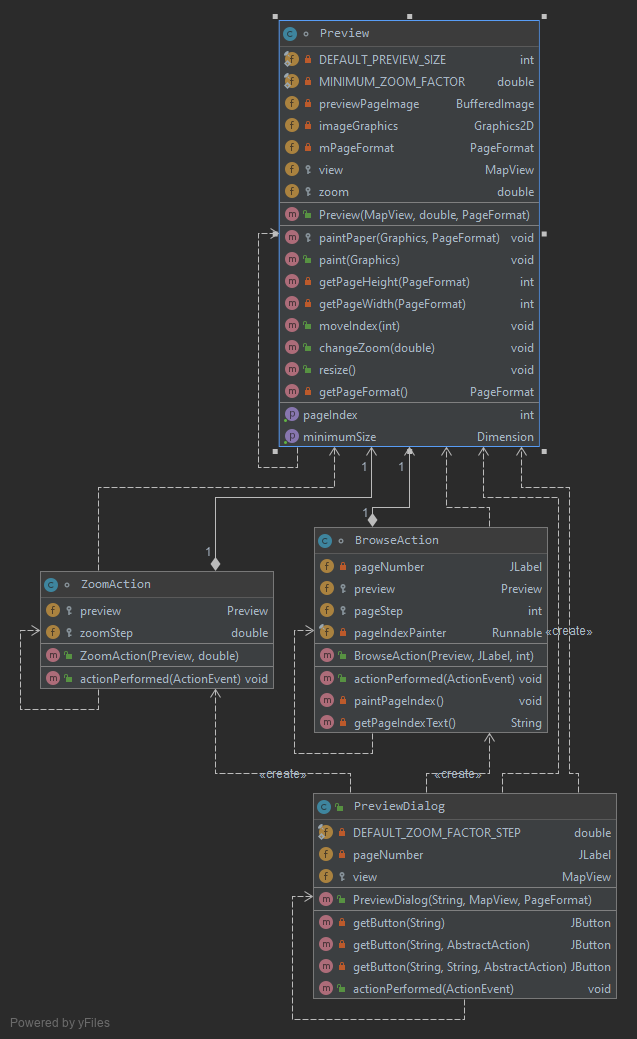 Preview
DEFAULT_PREVIEW_SIZE int
MINIMUM_ZOOM_FACTOR double
previewPageImage BufferedImage
imageGraphics Graphics2D
mPageFormat PageFormat
view MapView
zoom double
Preview(MapView, double, PageFormat)
paintPaper(Graphics, PageFormat) void
paint(Graphics) void
getPageHeight(PageFormat) int
getPageWidth(PageFormat) int
moveIndex(int) void
changeZoom(double) void
resize() void
getPageFormat() PageFormat
pageIndex int
minimumSize Dimension
1 1
1
1
BrowseAction
pageNumber JLabel
preview Preview
pageStep int
pageIndexPainter Runnable
BrowseAction(Preview, JLabel, int)
actionPerformed(ActionEvent) void
paintPageIndex() void
getPageIndexText() String
ZoomAction
preview Preview
zoomStep double
ZoomAction(Preview, double)
actionPerformed(ActionEvent) void
«create»
«create» «create»
PreviewDialog
DEFAULT_ZOOM_FACTOR_STEP double
pageNumber JLabel
view MapView
PreviewDialog(String, MapView, PageFormat)
getButton(String) JButton
getButton(String, AbstractAction) JButton
getButton(String, String, AbstractAction) JButton
actionPerformed(ActionEvent) void
Powered by yFiles